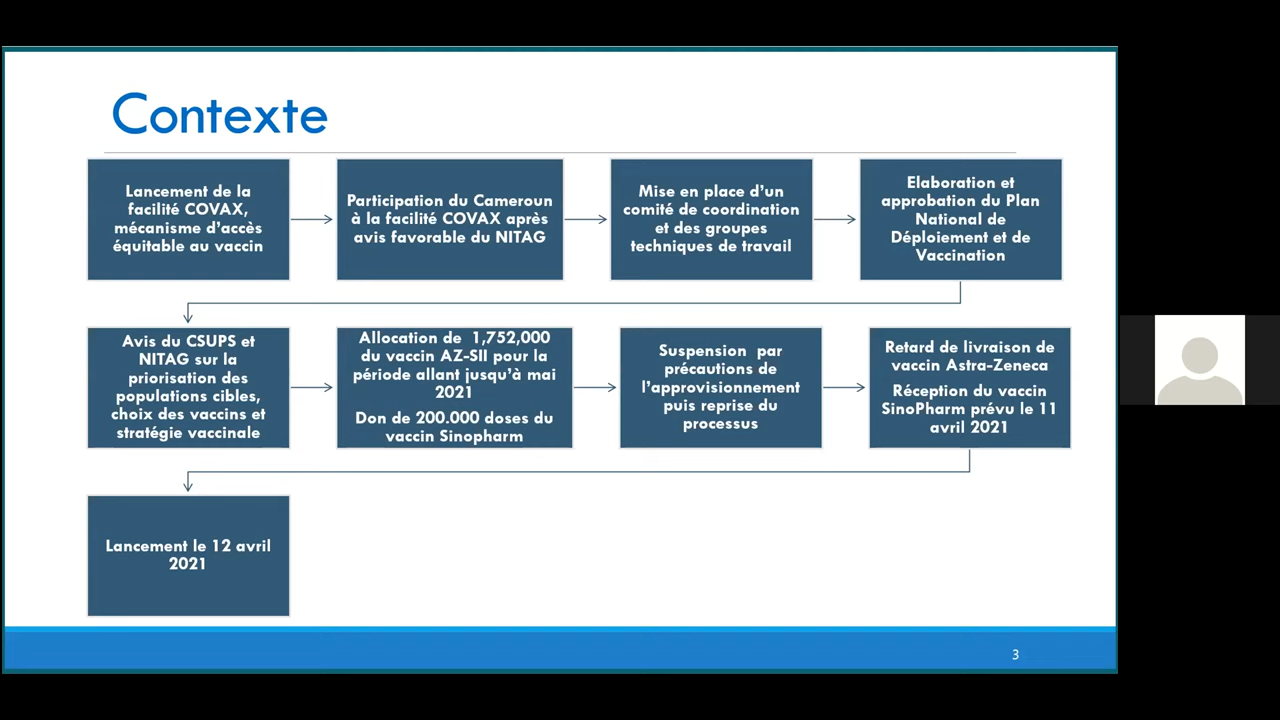 Contexte
Lancement de la
facilité COVAX,
mécanisme d'accès
équitable au vaccin
Participation du Cameroun
à la facilité COVAX après
avis favorable du NITAG
Mise en place d'un
comité de coordination
et des groupes
techniques de travail
Elaboration et
approbation du Plan
National de
Déploiement et de
Vaccination
Avis du CSUPS et
NITAG sur la
priorisation des
populations cibles,
choix des vaccins et
stratégie vaccinale
Allocation de  1,752,000
du vaccin AZ-SII pour la
période allant jusqu'à mai
2021
Don de 200.000 doses du
vaccin Sinopharm
Suspension  par
précautions de
l'approvisionnement
puis reprise du
processus
Retard de livraison de
vaccin Astra-Zeneca
Réception du vaccin
SinoPharm prévu le 11
avril 2021
Lancement le 12 avril
2021
3